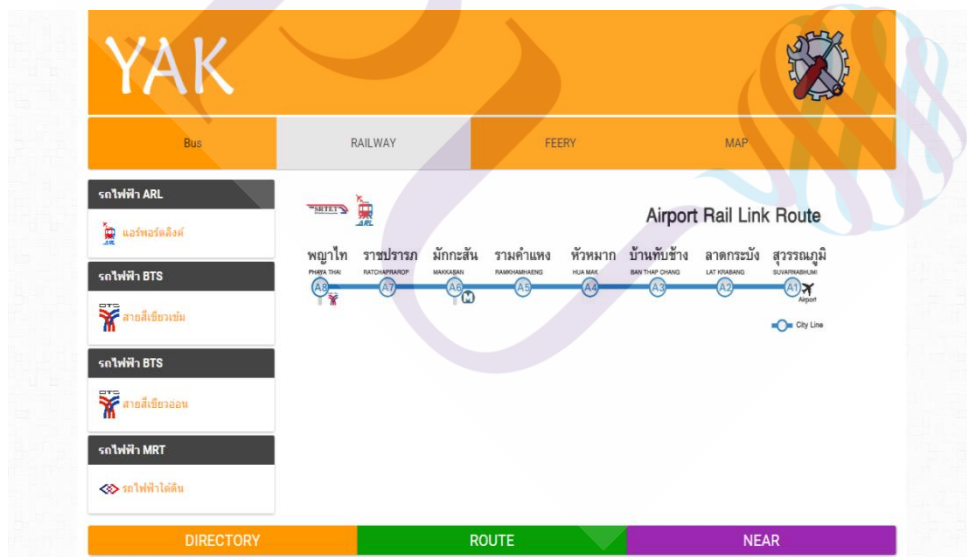 YAK
Bus RAILWAY FEERY MAP
รถไฟฟ้า ARL
แอร์พอร์ตลิงค์
รถไฟฟ้า BTS
BTS สายสีเขียวเข้ม
รถไฟฟ้า BTS
BTS สายสีเขียวอ่อน
รถไฟฟ้า MRT
รถไฟฟ้าใต้ดิน
SRTET ARL Airport Rail Link Route
พญาไท ราชปรารภ มักกะสัน รามคำแหง หัวหมาก บ้านทับช้าง ลาดกระบัง สุวรรณภูมิ
PHAYA THAI RATCHAPRAROP MAKKASAN RAMKHAMHAENG HUA MAK BAN THAP CHANG LAT KRABANG SUVARNABHUMI
A8 A7 A6 A5 A4 A3 A2 A1
M Airport
City Line
DIRECTORY ROUTE NEAR